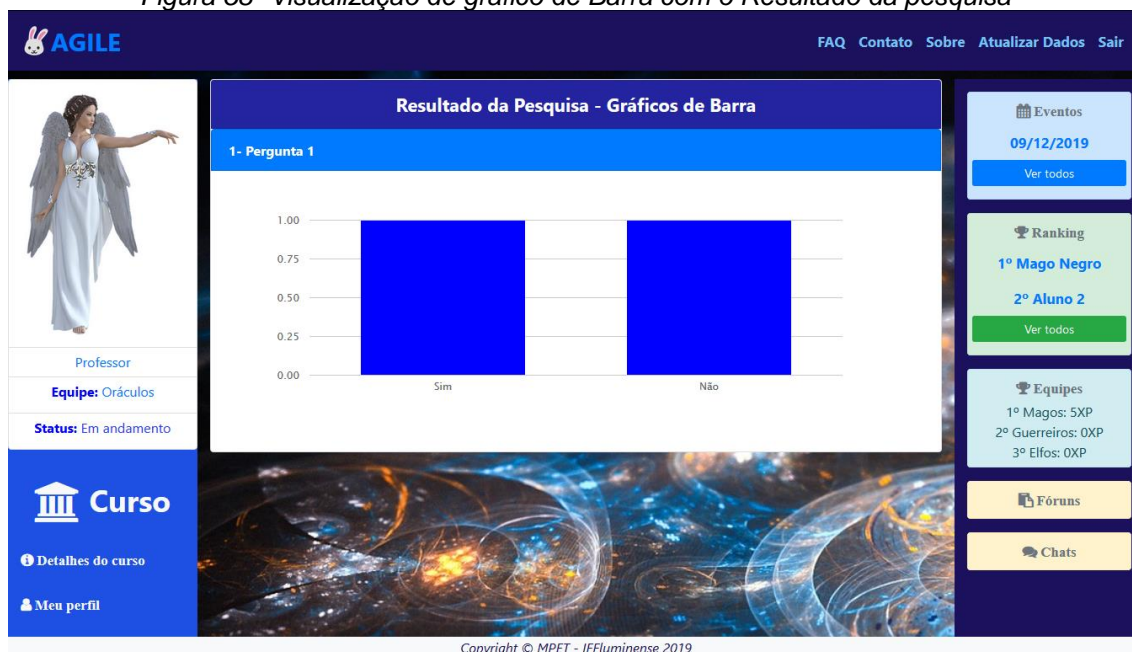 Figura 38- Visualização de gráfico de Barra com o Resultado da pesquisa
AGILE
FAQ Contato Sobre Atualizar Dados Sair
Professor
Equipe: Oráculos
Status: Em andamento
Curso
Detalhes do curso
Meu perfil
Resultado da Pesquisa - Gráficos de Barra
1- Pergunta 1
1.00
0.75
0.50
0.25
0.00
Sim Não
Eventos
09/12/2019
Ver todos
Ranking
1º Mago Negro
2º Aluno 2
Ver todos
Equipes
1º Magos: 5XP
2º Guerreiros: 0XP
3º Elfos: 0XP
Fóruns
Chats
Copyright © MPET - IFFluminense 2019